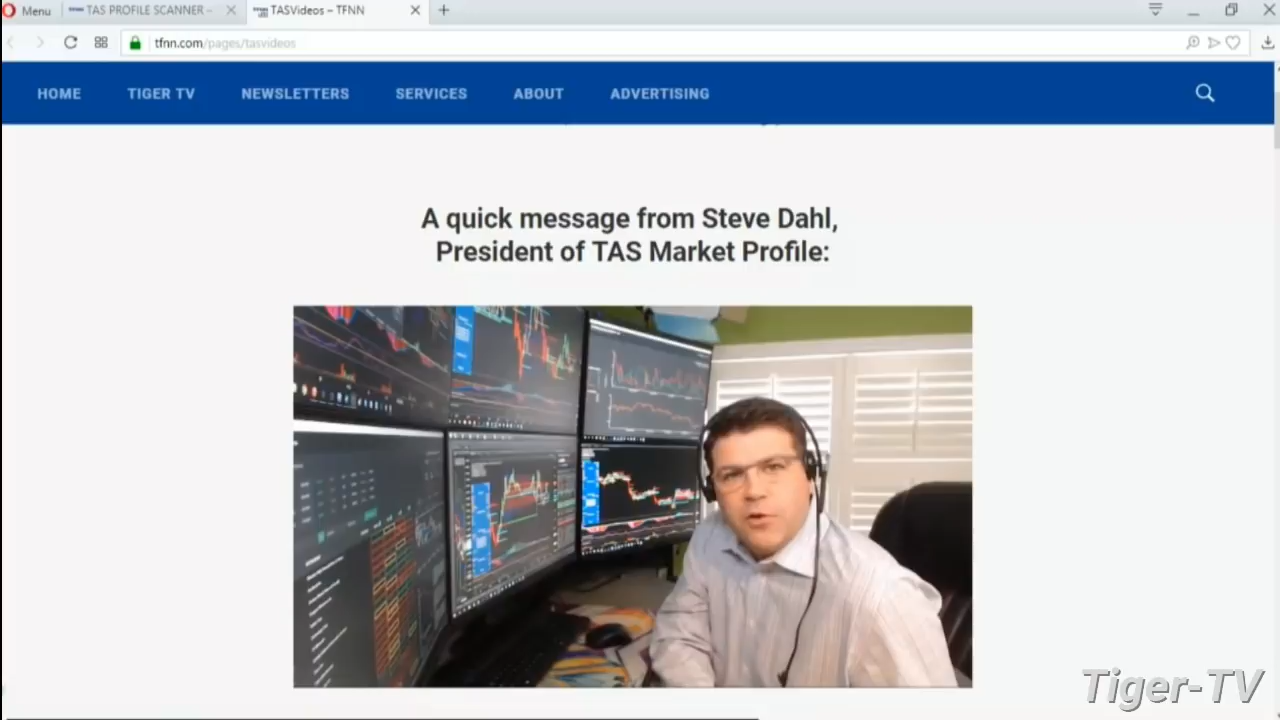 Menu
TAS PROFILE SCANNER –
TASVideos – TFNN
tfnn.com/pages/tasvideos
HOME
TIGER TV
NEWSLETTERS
SERVICES
ABOUT
ADVERTISING
A quick message from Steve Dahl,
President of TAS Market Profile:
Tiger-TV